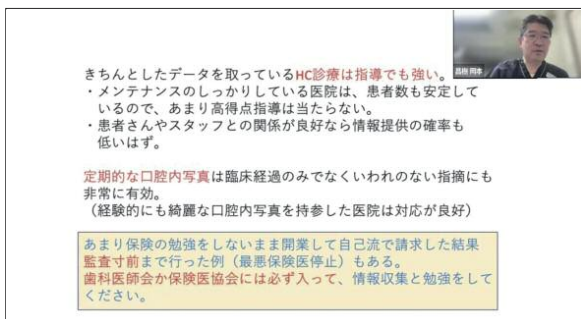 きちんとしたデータを取っているHC診療は指導でも強い。
・メンテナンスのしっかりしている医院は、患者数も安定して
いるので、あまり高得点指導は当たらない。
・患者さんやスタッフとの関係が良好なら情報提供の確率も
低いはず。
定期的な口腔内写真は臨床経過のみでなくいわれのない指摘にも
非常に有効。
（経験的にも綺麗な口腔内写真を持参した医院は対応が良好）
あまり保険の勉強をしないまま開業して自己流で請求した結果
監査寸前まで行った例（最悪保険医停止）もある。
歯科医師会か保険医協会には必ず入って、情報収集と勉強をして
ください。